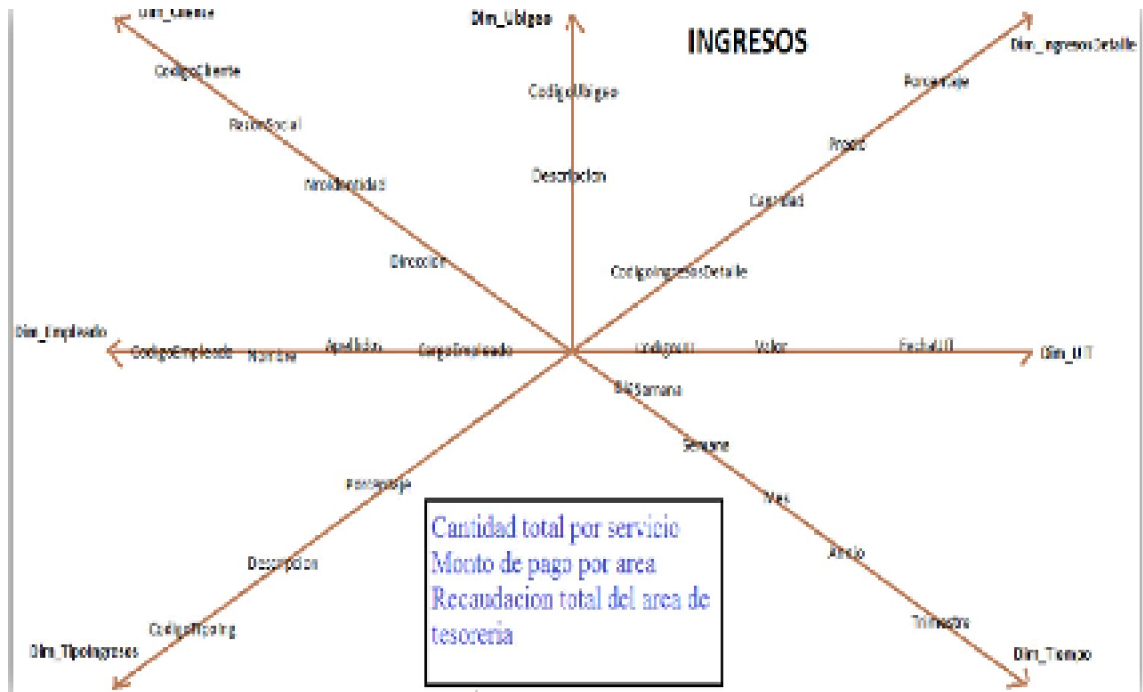 Dim_Cliente
Dim_Ubigeo
INGRESOS
Dim_IngresosDetalle
CodigoCliente
Porcentaje
CodigoUbigeo
RazonSocial
Precio
NroIdentidad
Descripcion
Cantidad
Direccion
CodigoIngresosDetalle
Dim_Empleado
CodigoEmpleado
Nombre
Apellidos
CargoEmpleado
Valor
FechaUIT
Dim_UIT
DiaSemana
Semana
Porcentaje
Mes
Cantidad total por servicio
Monto de pago por area
Recaudacion total del area de
tesoreria
Descripcion
CodigoTipoIng
Trimestre
Dim_TipoIngresos
Dim_Tiempo